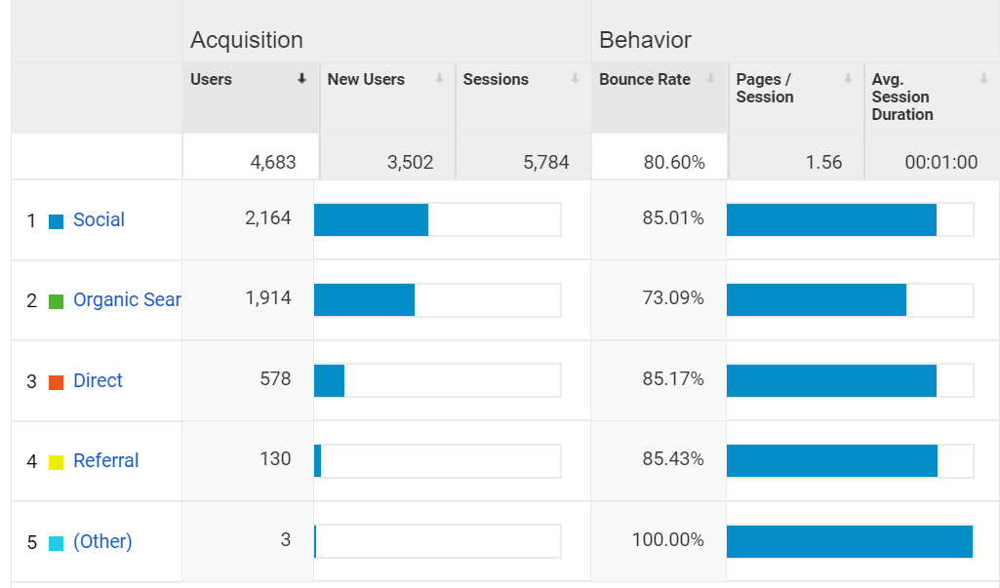 Acquisition Behavior
Users New Users Sessions Bounce Rate Pages / Session Avg. Session Duration
4,683 3,502 5,784 80.60% 1.56 00:01:00
1 Social 2,164 85.01%
2 Organic Sear 1,914 73.09%
3 Direct 578 85.17%
4 Referral 130 85.43%
5 (Other) 3 100.00%